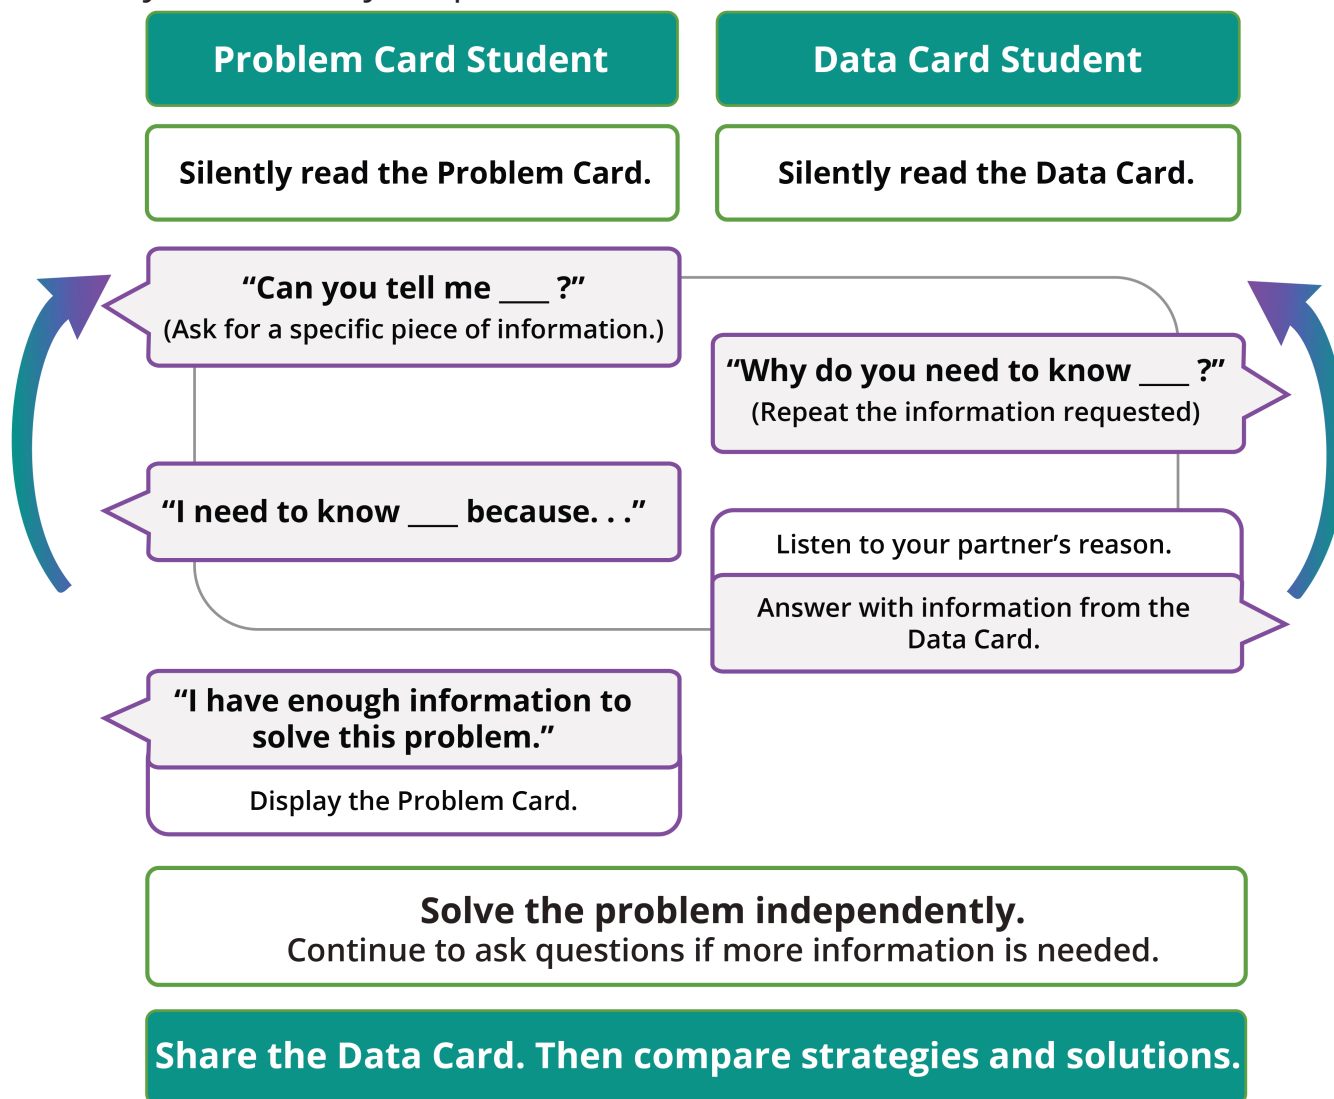 Problem Card Student
Data Card Student
Silently read the Problem Card.
Silently read the Data Card.
“Can you tell me ____ ?”
(Ask for a specific piece of information.)
“Why do you need to know ____ ?”
(Repeat the information requested)
“I need to know ____ because. . .”
Listen to your partner’s reason.
Answer with information from the
Data Card.
“I have enough information to
solve this problem.”
Display the Problem Card.
Solve the problem independently.
Continue to ask questions if more information is needed.
Share the Data Card. Then compare strategies and solutions.